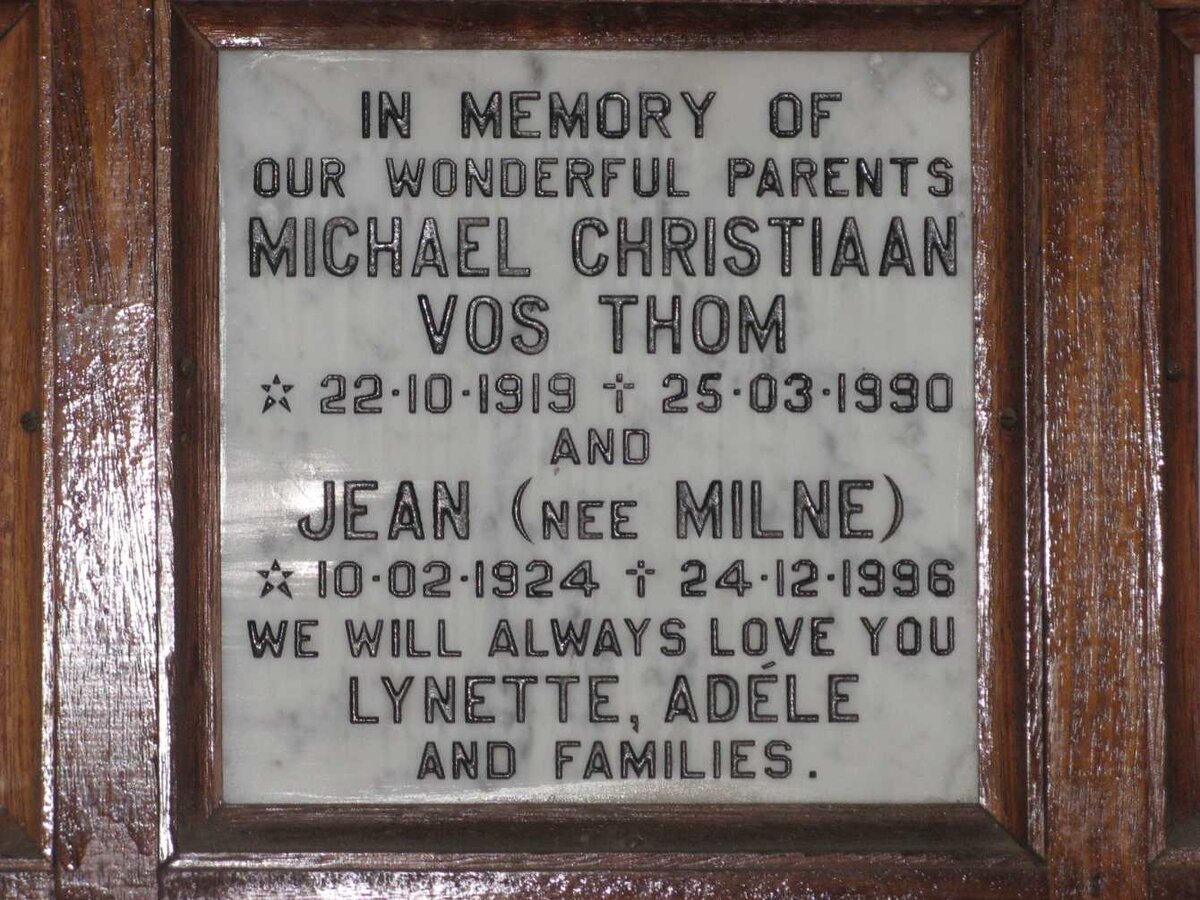 IN MEMORY OF
OUR WONDERFUL PARENTS
MICHAEL CHRISTIAAN
VOS THOM
☆ 22·10·1919 † 25·03·1990
AND
JEAN (NEE MILNE)
☆ 10·02·1924 † 24·12·1996
WE WILL ALWAYS LOVE YOU
LYNETTE, ADÉLE
AND FAMILIES.